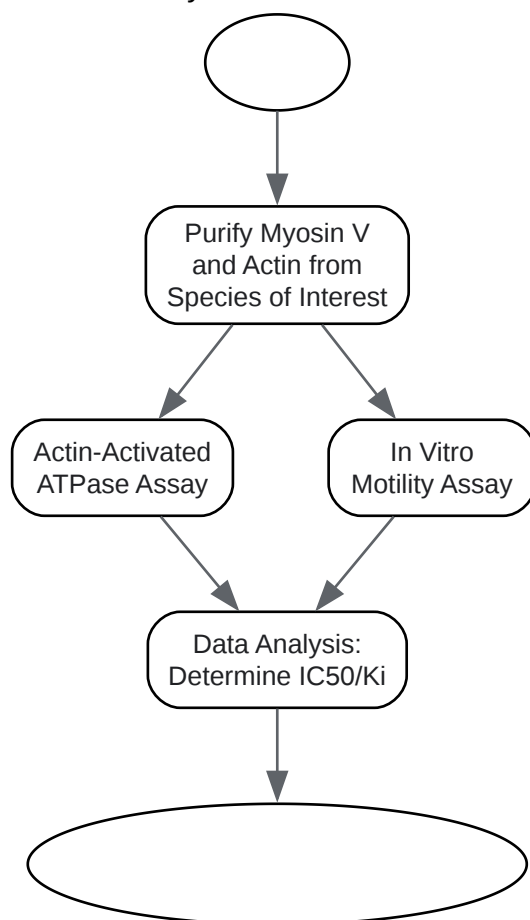 Purify Myosin V
and Actin from
Species of Interest
Actin-Activated
ATPase Assay
In Vitro
Motility Assay
Data Analysis:
Determine IC50/Ki